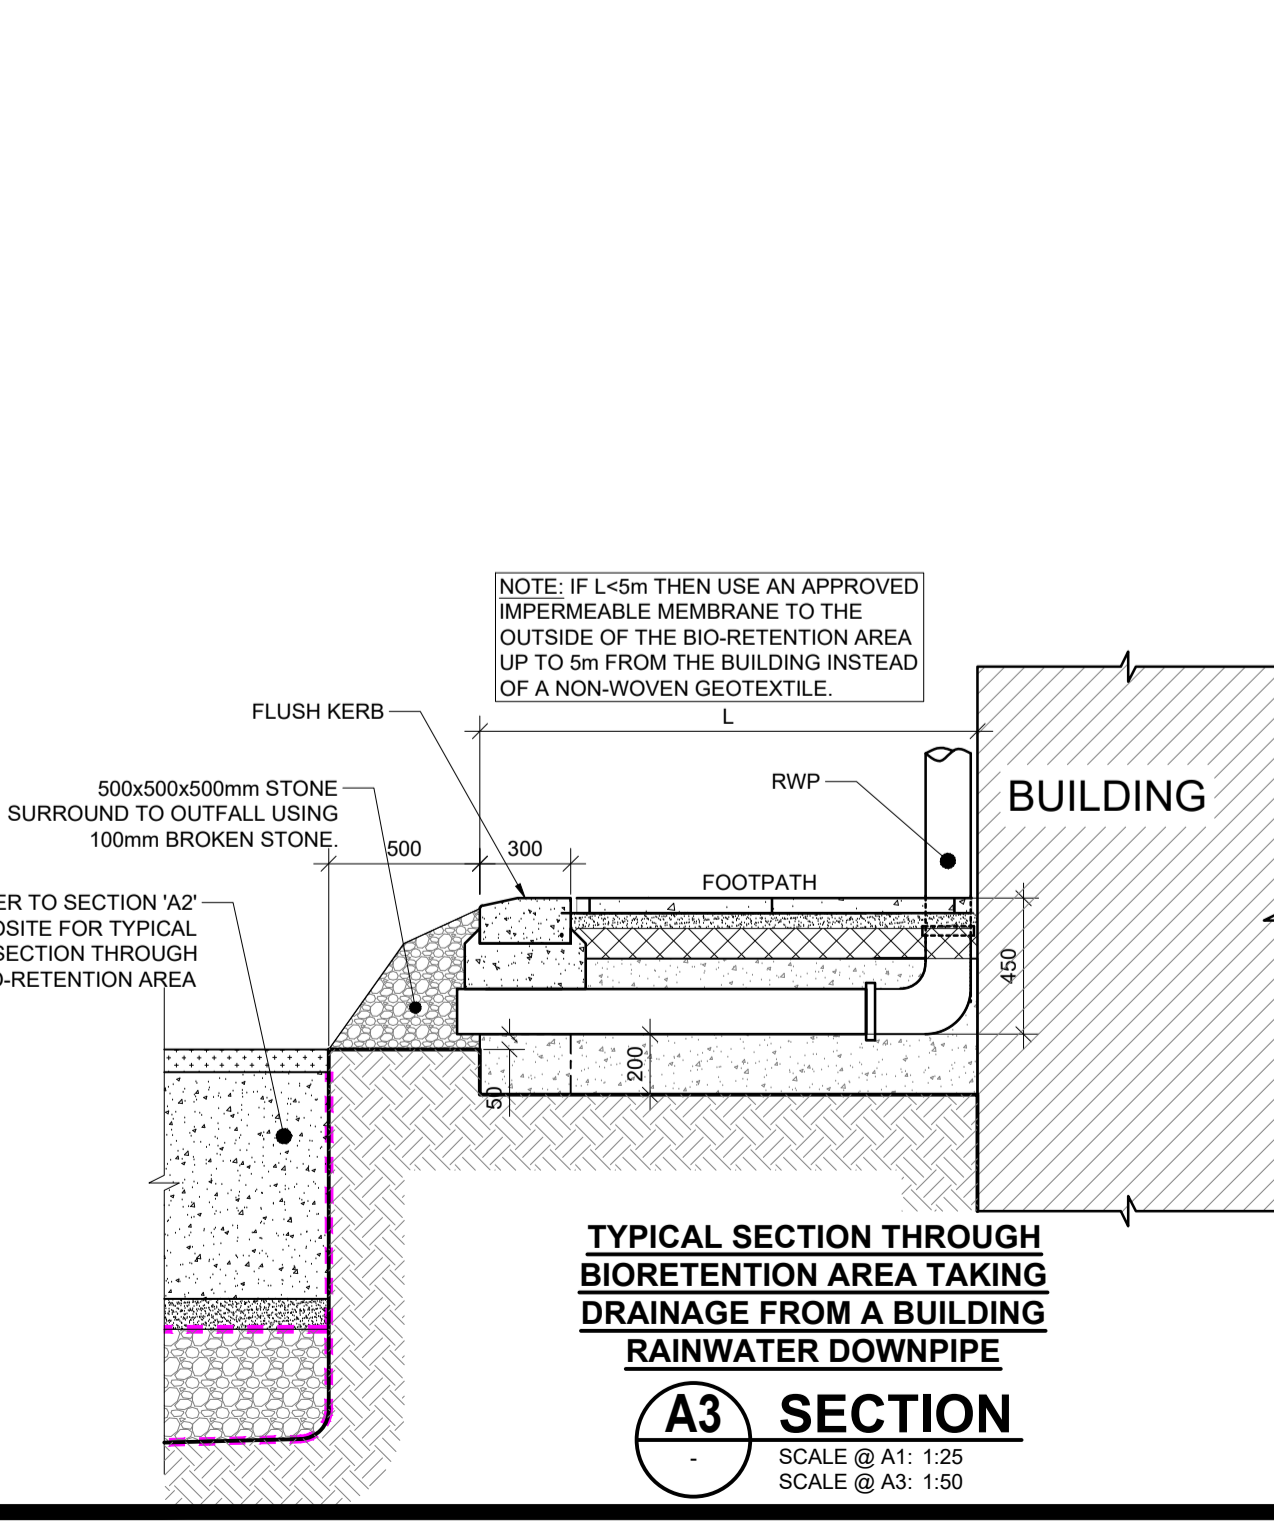 NOTE: IF L<5m THEN USE AN APPROVED
IMPERMEABLE MEMBRANE TO THE
OUTSIDE OF THE BIO-RETENTION AREA
UP TO 5m FROM THE BUILDING INSTEAD
OF A NON-WOVEN GEOTEXTILE.
L
FLUSH KERB
RWP
BUILDING
500x500x500mm STONE
SURROUND TO OUTFALL USING
100mm BROKEN STONE.
500
300
FOOTPATH
ER TO SECTION 'A2'
OSITE FOR TYPICAL
SECTION THROUGH
O-RETENTION AREA
450
200
50
TYPICAL SECTION THROUGH
BIORETENTION AREA TAKING
DRAINAGE FROM A BUILDING
RAINWATER DOWNPIPE
A3
-
SECTION
SCALE @ A1: 1:25
SCALE @ A3: 1:50